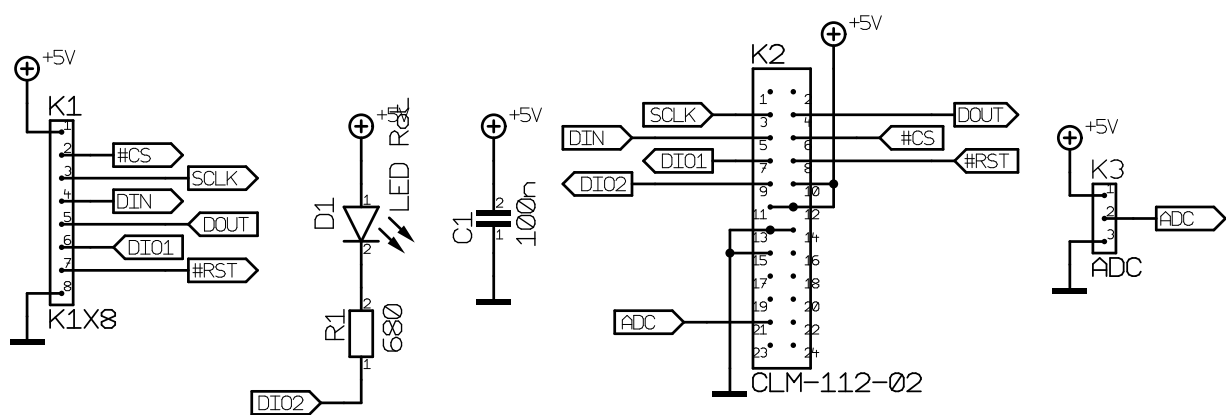 +5V
K1
1
2
3
4
5
6
7
8
#CS
SCLK
DIN
DOUT
DIO1
#RST
K1X8
+5V
LED Rot
D1
1
2
R1
680
2
1
DIO2
+5V
C1
100n
2
1
+5V
K2
1 2
3 4
5 6
7 8
9 10
11 12
13 14
15 16
17 18
19 20
21 22
23 24
SCLK
DIN
DIO1
DIO2
ADC
DOUT
#CS
#RST
CLM-112-02
+5V
K3
1
2
3
ADC
ADC